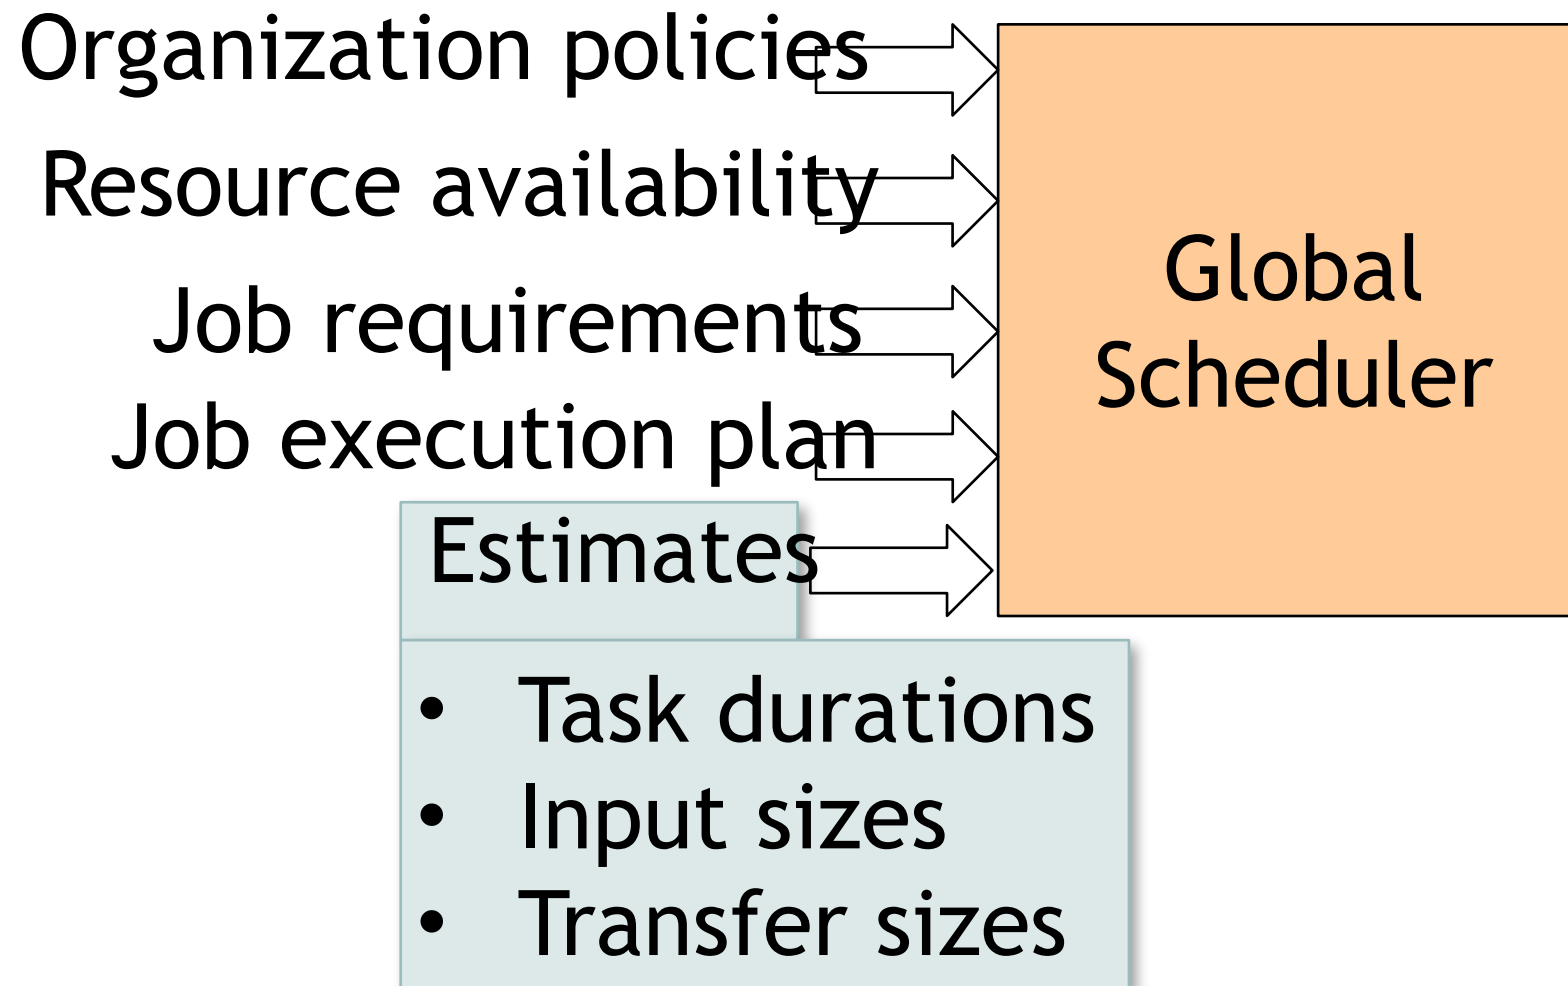 Organization policies
Resource availability
Job requirements
Job execution plan
Estimates
• Task durations
• Input sizes
• Transfer sizes
Global
Scheduler